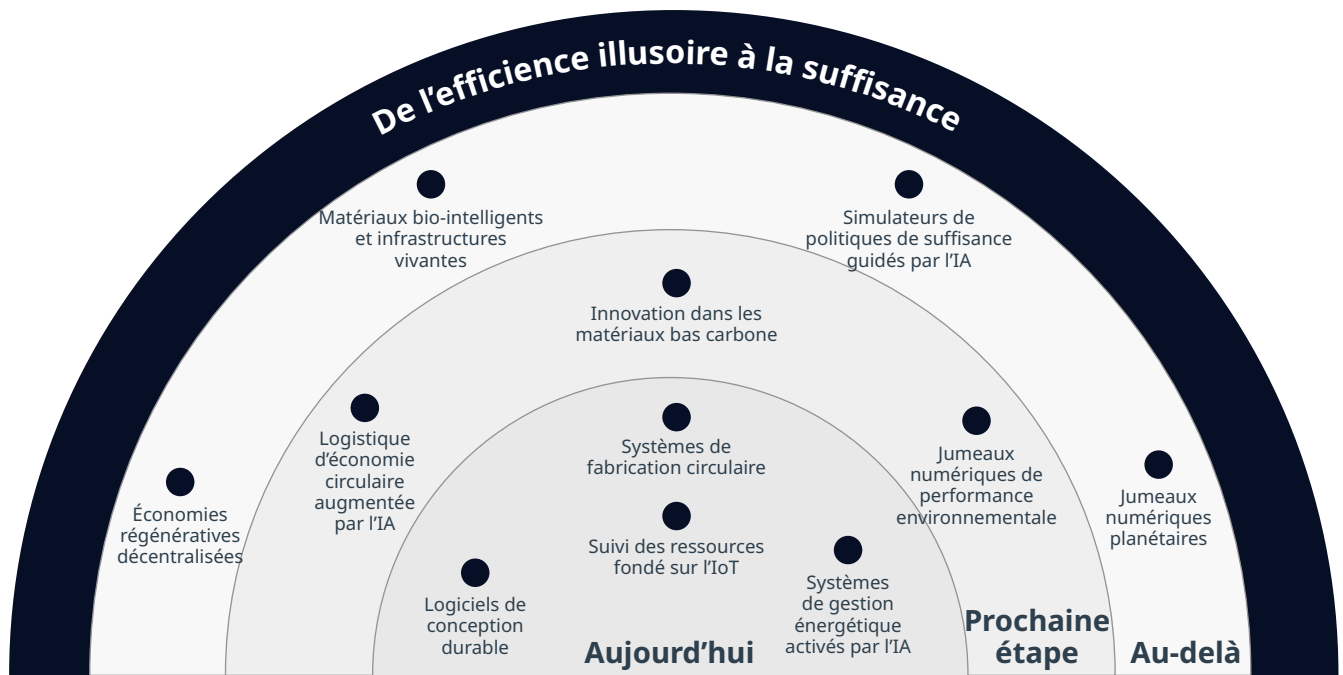 De l’efficience illusoire à la suffisance
Matériaux bio-intelligents
et infrastructures
vivantes
Simulateurs de
politiques de suffisance
guidés par l’IA
Innovation dans les
matériaux bas carbone
Logistique
d’économie
circulaire
augmentée
par l’IA
Systèmes de
fabrication circulaire
Jumeaux
numériques de
performance
environnementale
Économies
régénératives
décentralisées
Jumeaux
numériques
planétaires
Suivi des ressources
fondé sur l’IoT
Logiciels de
conception
durable
Systèmes
de gestion
énergétique
activés par l’IA
Aujourd’hui
Prochaine
étape
Au-delà